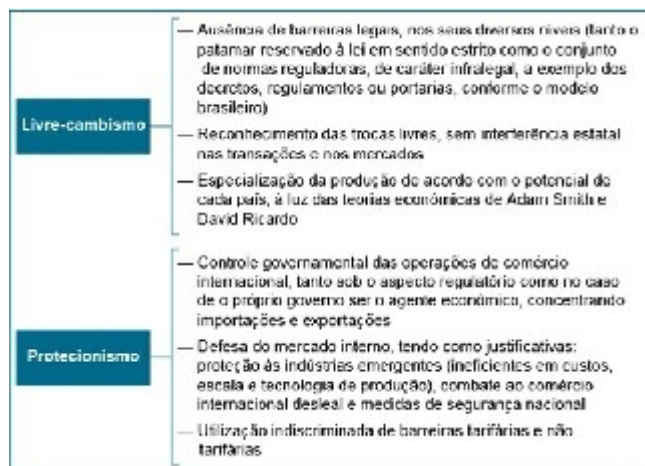 — Ausência de barreiras legais, nos seus diversos níveis (tanto o
patamar reservado à lei em sentido estrito como o conjunto
de normas reguladoras, de caráter infralegal, a exemplo dos
decretos, regulamentos ou portarias, conforme o modelo
brasileiro)
Livre-cambismo
— Reconhecimento das trocas livres, sem interferência estatal
nas transações e nos mercados
— Especialização da produção de acordo com o potencial de
cada país, à luz das teorias econômicas de Adam Smith e
David Ricardo
— Controle governamental das operações de comércio
internacional, tanto sob o aspecto regulatório como no caso
de o próprio governo ser o agente econômico, concentrando
importações e exportações
Protecionismo
— Defesa do mercado interno, tendo como justificativas:
proteção às indústrias emergentes (ineficientes em custos,
escala e tecnologia de produção), combate ao comércio
internacional desleal e medidas de segurança nacional
— Utilização indiscriminada de barreiras tarifárias e não
tarifárias